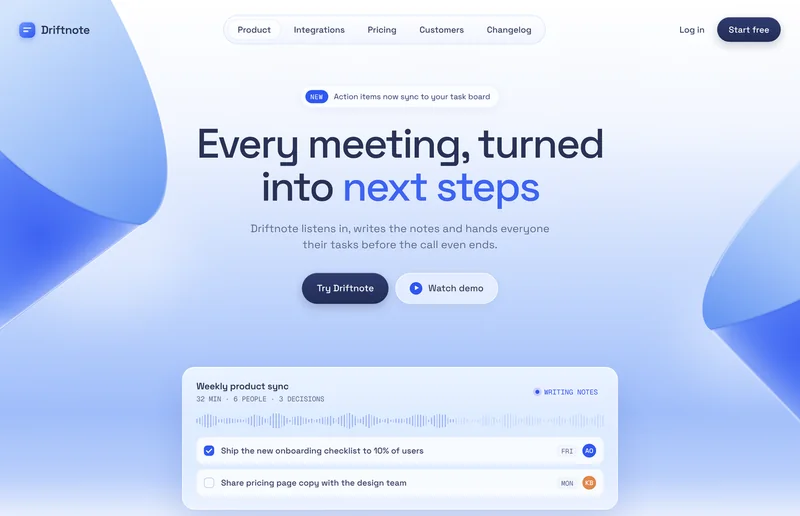 Driftnote
Product
Integrations
Pricing
Customers
Changelog
Log in
Start free
NEW
Action items now sync to your task board
Every meeting, turned
into next steps
Driftnote listens in, writes the notes and hands everyone
their tasks before the call even ends.
Try Driftnote
Watch demo
Weekly product sync
32 MIN · 6 PEOPLE · 3 DECISIONS
WRITING NOTES
Ship the new onboarding checklist to 10% of users
FRI
AO
Share pricing page copy with the design team
MON
KB